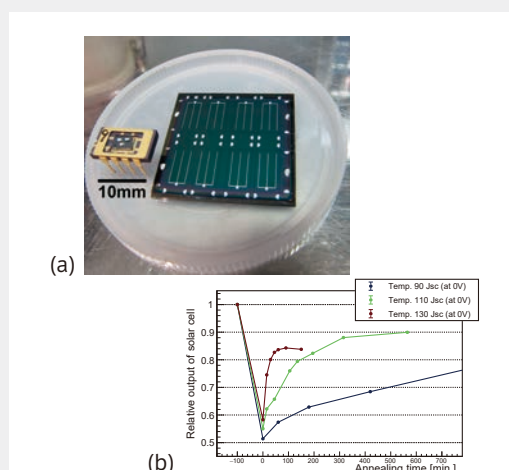 10mm
(a)
Temp. 90 Jsc (at 0V)
Temp. 110 Jsc (at 0V)
Temp. 130 Jsc (at 0V)
Relative output of solar cell
1
0.9
0.8
0.7
0.6
0.5
−100 0 100 200 300 400 500 600 700
Appealing time [min.]
(b)